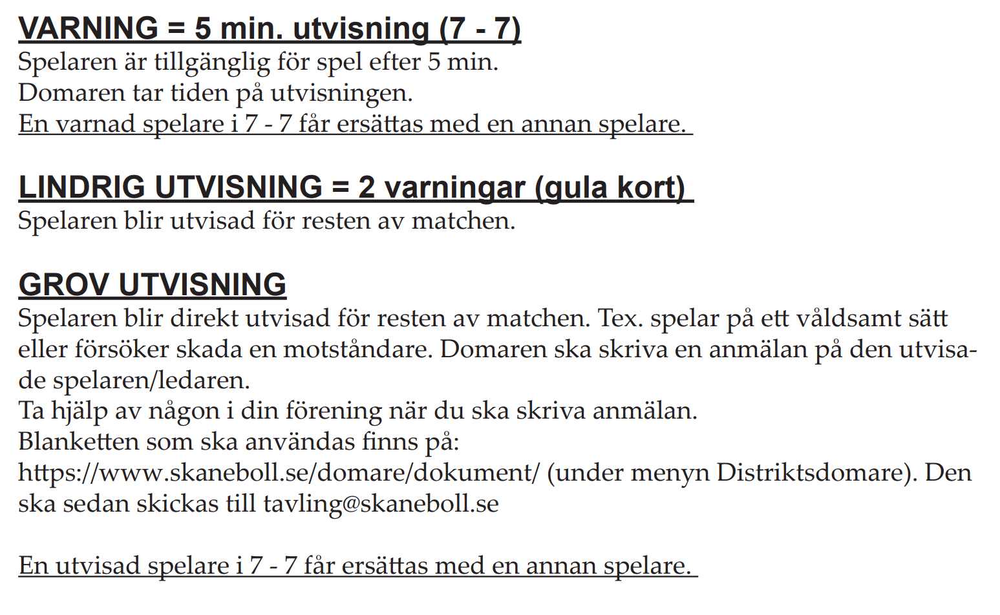 VARNING = 5 min. utvisning (7 - 7)
Spelaren är tillgänglig för spel efter 5 min.
Domaren tar tiden på utvisningen.
En varnad spelare i 7 - 7 får ersättas med en annan spelare.
LINDRIG UTVISNING = 2 varningar (gula kort)
Spelaren blir utvisad för resten av matchen.
GROV UTVISNING
Spelaren blir direkt utvisad för resten av matchen. Tex. spelar på ett våldsamt sätt
eller försöker skada en motståndare. Domaren ska skriva en anmälan på den utvisa-
de spelaren/ledaren.
Ta hjälp av någon i din förening när du ska skriva anmälan.
Blanketten som ska användas finns på:
https://www.skaneboll.se/domare/dokument/ (under menyn Distriktsdomare). Den
ska sedan skickas till tavling@skaneboll.se
En utvisad spelare i 7 - 7 får ersättas med en annan spelare.